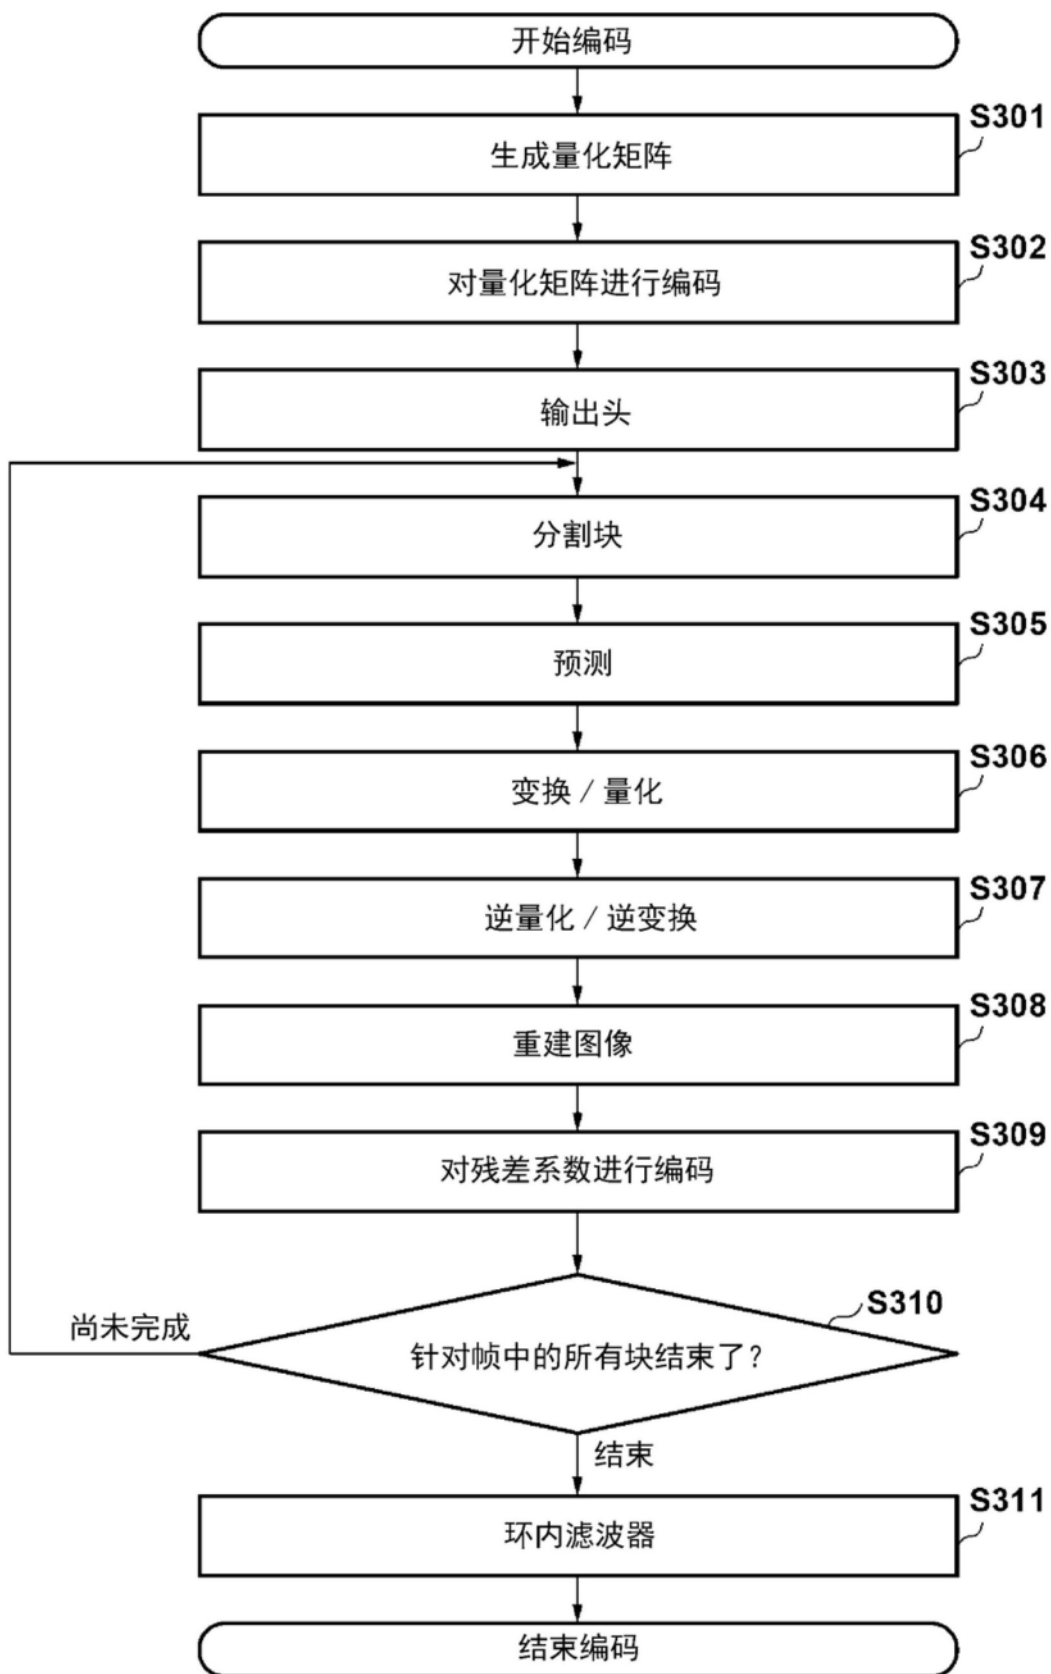 开始编码
S301
生成量化矩阵
S302
对量化矩阵进行编码
S303
输出头
S304
分割块
S305
预测
S306
变换 / 量化
S307
逆量化 / 逆变换
S308
重建图像
S309
对残差系数进行编码
S310
尚未完成
针对帧中的所有块结束了?
结束
S311
环内滤波器
结束编码